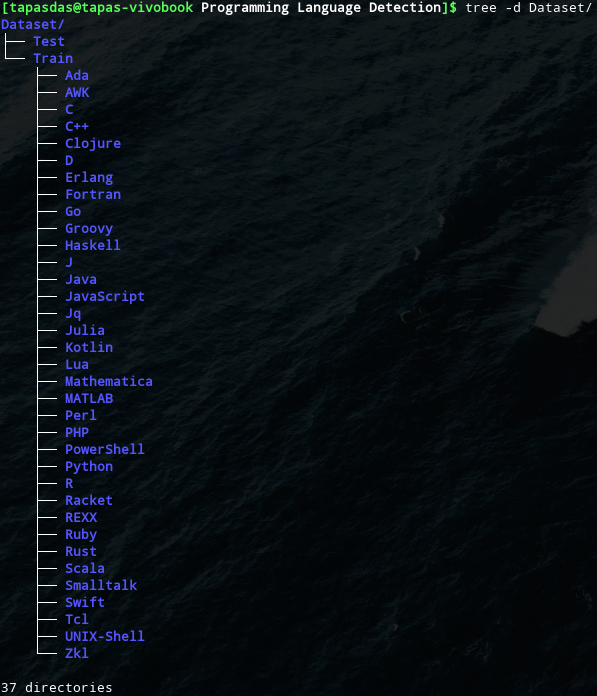 [tapasdas@tapas-vivobook Programming Language Detection]$ tree -d Dataset/
Dataset/
├── Test
└── Train
    ├── Ada
    ├── AWK
    ├── C
    ├── C++
    ├── Clojure
    ├── D
    ├── Erlang
    ├── Fortran
    ├── Go
    ├── Groovy
    ├── Haskell
    ├── J
    ├── Java
    ├── JavaScript
    ├── Jq
    ├── Julia
    ├── Kotlin
    ├── Lua
    ├── Mathematica
    ├── MATLAB
    ├── Perl
    ├── PHP
    ├── PowerShell
    ├── Python
    ├── R
    ├── Racket
    ├── REXX
    ├── Ruby
    ├── Rust
    ├── Scala
    ├── Smalltalk
    ├── Swift
    ├── Tcl
    ├── UNIX-Shell
    └── Zkl

37 directories